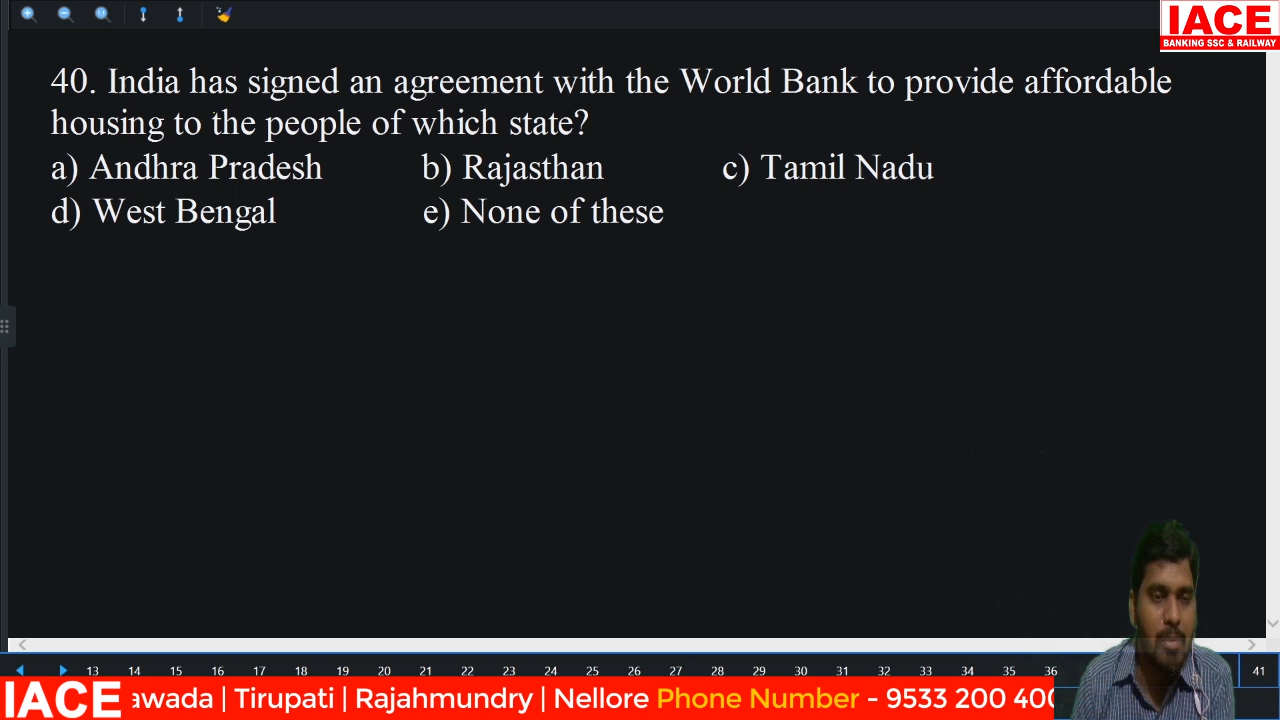 IACE
BANKING SSC & RAILWAY
40. India has signed an agreement with the World Bank to provide affordable
housing to the people of which state?
a) Andhra Pradesh b) Rajasthan c) Tamil Nadu
d) West Bengal e) None of these
13 14 15 16 17 18 19 20 21 22 23 24 25 26 27 28 29 30 31 32 33 34 35 36 41
IACE awada | Tirupati | Rajahmundry | Nellore Phone Number - 9533 200 400